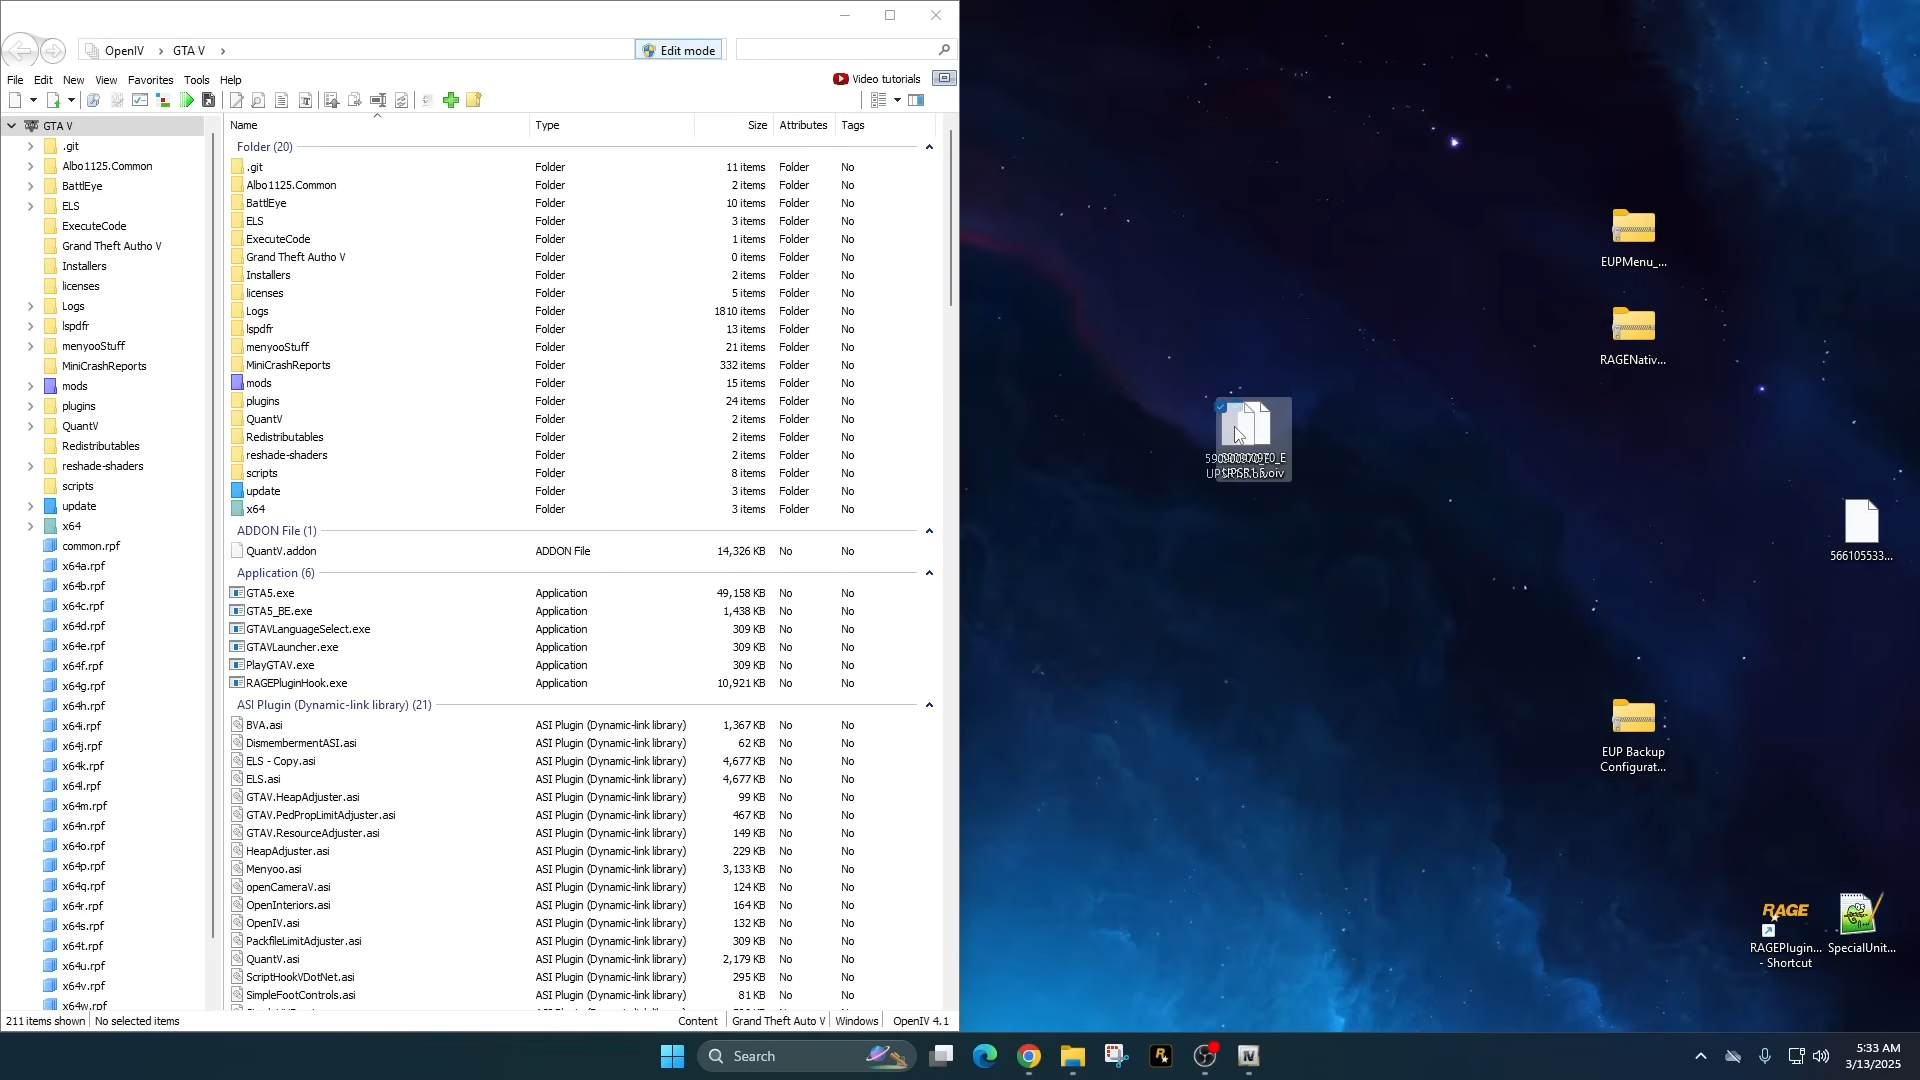 OpenIV
GTA V
Edit mode
File Edit New View Favorites Tools Help
Video tutorials
GTA V
.git
Albo1125.Common
BattlEye
ELS
ExecuteCode
Grand Theft Autho V
Installers
licenses
Logs
lspdfr
menyooStuff
MiniCrashReports
mods
plugins
QuantV
Redistributables
reshade-shaders
scripts
update
x64
common.rpf
x64a.rpf
x64b.rpf
x64c.rpf
x64d.rpf
x64e.rpf
x64f.rpf
x64g.rpf
x64h.rpf
x64i.rpf
x64j.rpf
x64k.rpf
x64l.rpf
x64m.rpf
x64n.rpf
x64o.rpf
x64p.rpf
x64q.rpf
x64r.rpf
x64s.rpf
x64t.rpf
x64u.rpf
x64v.rpf
x64w.rpf
Name Type Size Attributes Tags
Folder (20)
.git Folder 11 items Folder No
Albo1125.Common Folder 2 items Folder No
BattlEye Folder 10 items Folder No
ELS Folder 3 items Folder No
ExecuteCode Folder 1 items Folder No
Grand Theft Autho V Folder 0 items Folder No
Installers Folder 2 items Folder No
licenses Folder 5 items Folder No
Logs Folder 1810 items Folder No
lspdfr Folder 13 items Folder No
menyooStuff Folder 21 items Folder No
MiniCrashReports Folder 332 items Folder No
mods Folder 15 items Folder No
plugins Folder 24 items Folder No
QuantV Folder 2 items Folder No
Redistributables Folder 2 items Folder No
reshade-shaders Folder 12 items Folder No
scripts Folder 8 items Folder No
update Folder 3 items Folder No
x64 Folder 3 items Folder No
ADDON File (1)
QuantV.addon ADDON File 14,326 KB No No
Application (6)
GTA5.exe Application 49,158 KB No No
GTA5_BE.exe Application 1,438 KB No No
GTAVLanguageSelect.exe Application 309 KB No No
GTAVLauncher.exe Application 309 KB No No
PlayGTAV.exe Application 309 KB No No
RAGEPluginHook.exe Application 10,921 KB No No
ASI Plugin (Dynamic-link library) (21)
BVA.asi ASI Plugin (Dynamic-link library) 1,367 KB No No
DismembermentASI.asi ASI Plugin (Dynamic-link library) 62 KB No No
ELS - Copy.asi ASI Plugin (Dynamic-link library) 4,677 KB No No
ELS.asi ASI Plugin (Dynamic-link library) 4,677 KB No No
GTAV.HeapAdjuster.asi ASI Plugin (Dynamic-link library) 99 KB No No
GTAV.PedPropLimitAdjuster.asi ASI Plugin (Dynamic-link library) 467 KB No No
GTAV.ResourceAdjuster.asi ASI Plugin (Dynamic-link library) 149 KB No No
HeapAdjuster.asi ASI Plugin (Dynamic-link library) 229 KB No No
Menyoo.asi ASI Plugin (Dynamic-link library) 3,133 KB No No
openCameraV.asi ASI Plugin (Dynamic-link library) 124 KB No No
OpenInteriors.asi ASI Plugin (Dynamic-link library) 164 KB No No
OpenIV.asi ASI Plugin (Dynamic-link library) 132 KB No No
PackfileLimitAdjuster.asi ASI Plugin (Dynamic-link library) 309 KB No No
QuantV.asi ASI Plugin (Dynamic-link library) 2,179 KB No No
ScriptHookVDotNet.asi ASI Plugin (Dynamic-link library) 295 KB No No
SimpleFootControls.asi ASI Plugin (Dynamic-link library) 81 KB No No
211 items shown No selected items Content Grand Theft Auto V Windows OpenIV 4.1
EUPMenu_...
RAGENativ...
566105533...
EUP Backup
Configurat...
RAGE
RAGEPlugin...
- Shortcut
SpecialUnit...
Search
5:33 AM
3/13/2025